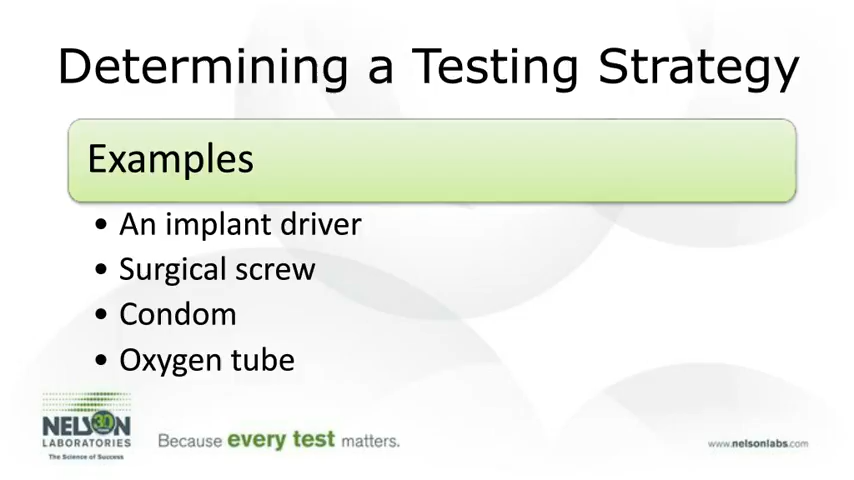 Determining a Testing Strategy
Examples
• An implant driver
• Surgical screw
• Condom
• Oxygen tube
NELSON
30
LABORATORIES
The Science of Success
Because every test matters.
www.nelsonlabs.com